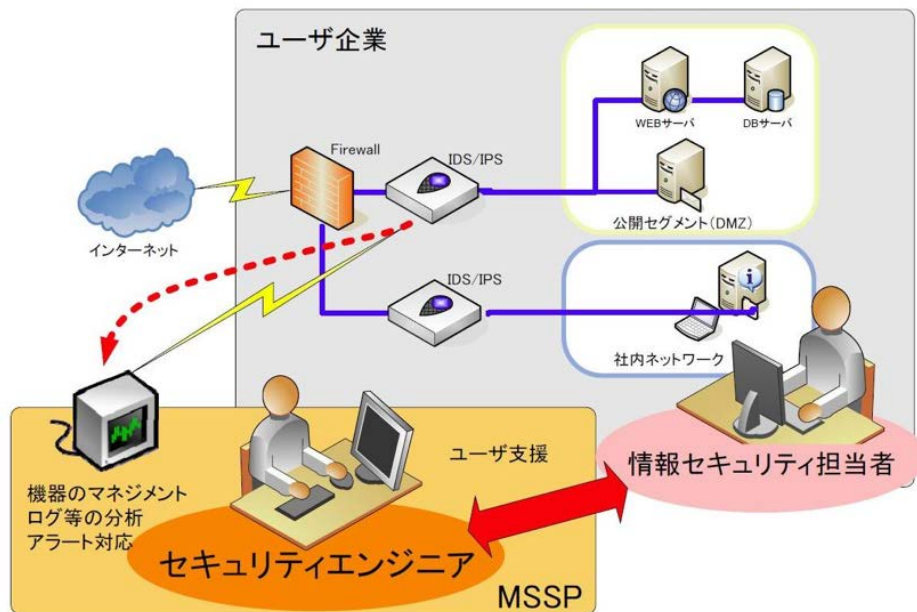 ユーザ企業
WEBサーバ
DBサーバ
Firewall
IDS/IPS
公開セグメント(DMZ)
インターネット
IDS/IPS
社内ネットワーク
ユーザ支援
情報セキュリティ担当者
機器のマネジメント
ログ等の分析
アラート対応
セキュリティエンジニア
MSSP